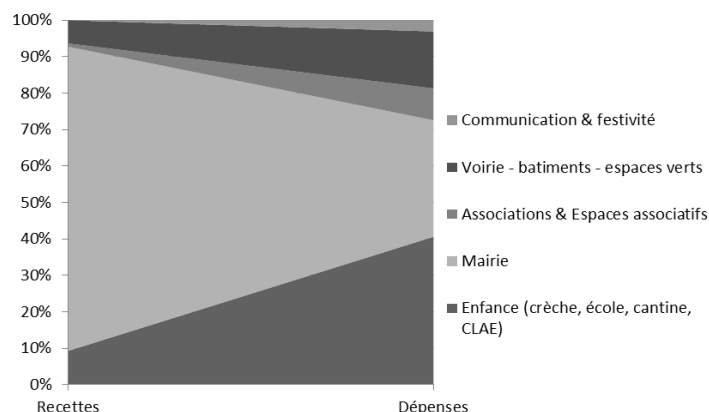 100%
90%
80%
70%
60%
50%
40%
30%
20%
10%
0%
Recettes
Dépenses
Communication & festivité
Voirie - batiments - espaces verts
Associations & Espaces associatifs
Mairie
Enfance (crèche, école, cantine,
CLAE)